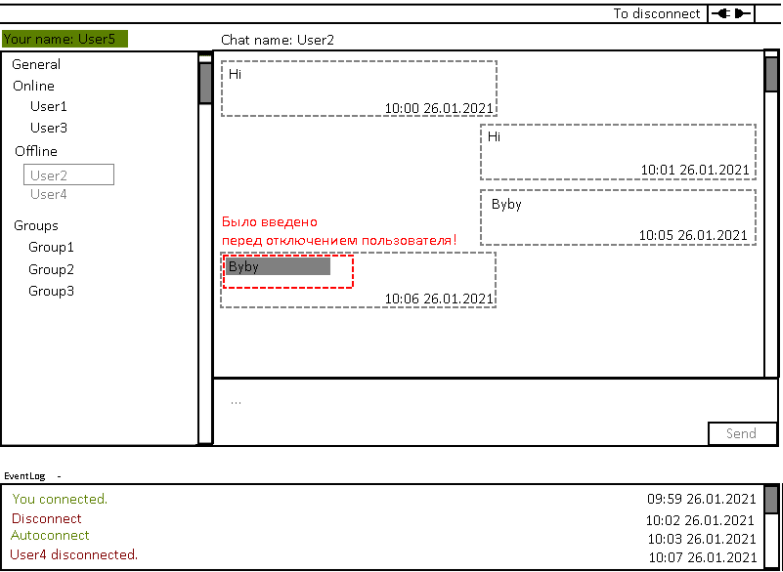 To disconnect
Your name: User5
Chat name: User2
General
Online
User1
User3
Offline
User2
User4
Groups
Group1
Group2
Group3
Hi
10:00 26.01.2021
Hi
10:01 26.01.2021
Byby
10:05 26.01.2021
Было введено
перед отключением пользователя!
Byby
10:06 26.01.2021
...
Send
EventLog -
You connected. 09:59 26.01.2021
Disconnect 10:02 26.01.2021
Autoconnect 10:03 26.01.2021
User4 disconnected. 10:07 26.01.2021